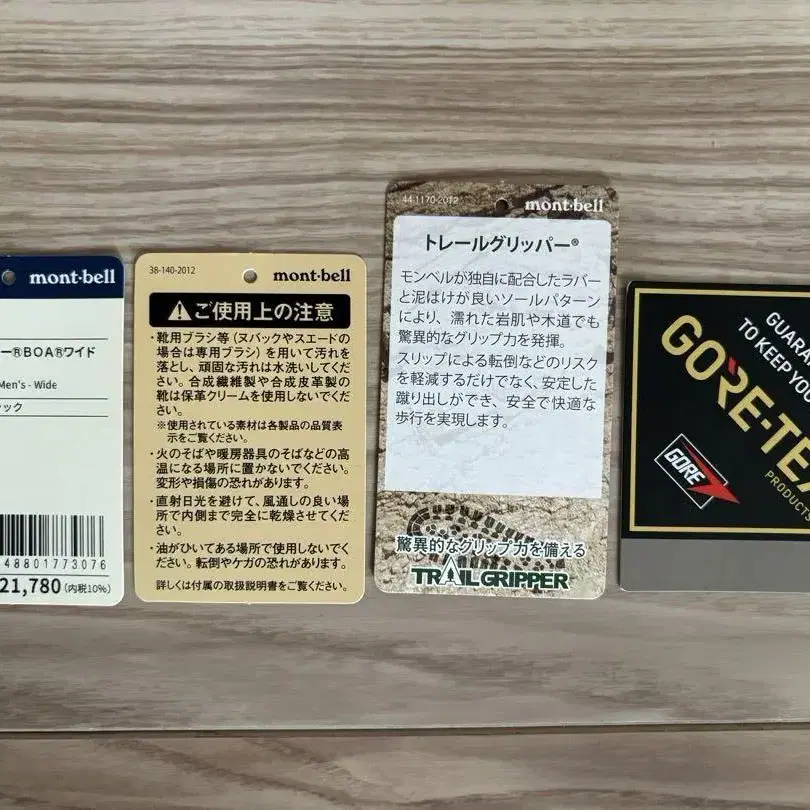 mont·bell
ー®BOA®ワイド
Men's - Wide
ック
48801773076
21,780(内税10%)
38-140-2012
mont·bell
⚠ご使用上の注意
・靴用ブラシ等(ヌバックやスエードの
場合は専用ブラシ)を用いて汚れを
落とし、頑固な汚れは水洗いしてくだ
さい。合成繊維製や合成皮革製の
靴は保革クリームを使用しないでくだ
さい。
※使用されている素材は各製品の品質表
示をご覧ください。
・火のそばや暖房器具のそばなどの高
温になる場所に置かないでください。
変形や損傷の恐れがあります。
・直射日光を避けて、風通しの良い場
所で内側まで完全に乾燥させてくだ
さい。
・油がひいてある場所で使用しないでく
ださい。転倒やケガの恐れがあります。
詳しくは付属の取扱説明書をご覧ください。
44-1170-2012
mont·bell
トレールグリッパー®
モンベルが独自に配合したラバー
と泥はけが良いソールパターン
により、濡れた岩肌や木道でも
驚異的なグリップ力を発揮。
スリップによる転倒などのリスク
を軽減するだけでなく、安定した
蹴り出しができ、安全で快適な
歩行を実現します。
驚異的なグリップ力を備える
TRAIL GRIPPER
GUARA
TO KEEP YOU
GORE-TEX
PRODUCTS
GORE